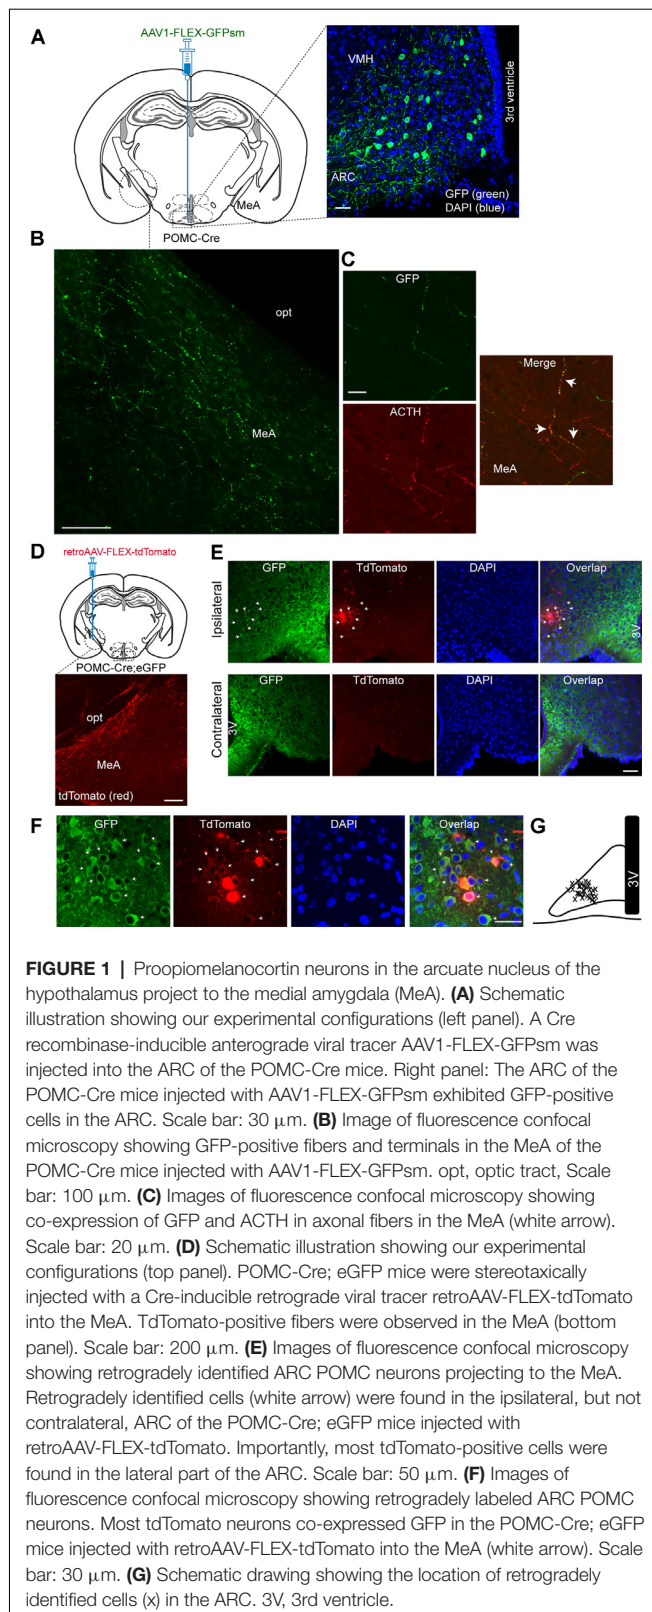 A
AAV1-FLEX-GFPsm
VMH
3rd ventricle
ARC
GFP (green)
DAPI (blue)
MeA
POMC-Cre
B
opt
MeA
C
GFP
ACTH
Merge
MeA
D
retroAAV-FLEX-tdTomato
POMC-Cre;eGFP
opt
MeA
tdTomato (red)
E
Ipsilateral
GFP
TdTomato
DAPI
Overlap
3V
Contralateral
GFP
TdTomato
DAPI
Overlap
3V
F
GFP
TdTomato
DAPI
Overlap
G
3V
FIGURE 1 | Proopiomelanocortin neurons in the arcuate nucleus of the
hypothalamus project to the medial amygdala (MeA). (A) Schematic
illustration showing our experimental configurations (left panel). A Cre
recombinase-inducible anterograde viral tracer AAV1-FLEX-GFPsm was
injected into the ARC of the POMC-Cre mice. Right panel: The ARC of the
POMC-Cre mice injected with AAV1-FLEX-GFPsm exhibited GFP-positive
cells in the ARC. Scale bar: 30 μm. (B) Image of fluorescence confocal
microscopy showing GFP-positive fibers and terminals in the MeA of the
POMC-Cre mice injected with AAV1-FLEX-GFPsm. opt, optic tract, Scale
bar: 100 μm. (C) Images of fluorescence confocal microscopy showing
co-expression of GFP and ACTH in axonal fibers in the MeA (white arrow).
Scale bar: 20 μm. (D) Schematic illustration showing our experimental
configurations (top panel). POMC-Cre; eGFP mice were stereotaxically
injected with a Cre-inducible retrograde viral tracer retroAAV-FLEX-tdTomato
into the MeA. TdTomato-positive fibers were observed in the MeA (bottom
panel). Scale bar: 200 μm. (E) Images of fluorescence confocal microscopy
showing retrogradely identified ARC POMC neurons projecting to the MeA.
Retrogradely identified cells (white arrow) were found in the ipsilateral, but not
contralateral, ARC of the POMC-Cre; eGFP mice injected with
retroAAV-FLEX-tdTomato. Importantly, most tdTomato-positive cells were
found in the lateral part of the ARC. Scale bar: 50 μm. (F) Images of
fluorescence confocal microscopy showing retrogradely labeled ARC POMC
neurons. Most tdTomato neurons co-expressed GFP in the POMC-Cre; eGFP
mice injected with retroAAV-FLEX-tdTomato into the MeA (white arrow). Scale
bar: 30 μm. (G) Schematic drawing showing the location of retrogradely
identified cells (x) in the ARC. 3V, 3rd ventricle.